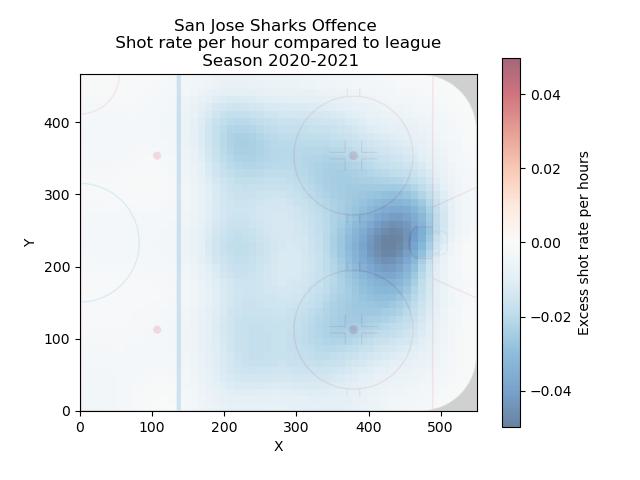 San Jose Sharks Offence
Shot rate per hour compared to league
Season 2020-2021
400
300
200
100
0
Y
0 100 200 300 400 500
X
0.04
0.02
0.00
−0.02
−0.04
Excess shot rate per hours